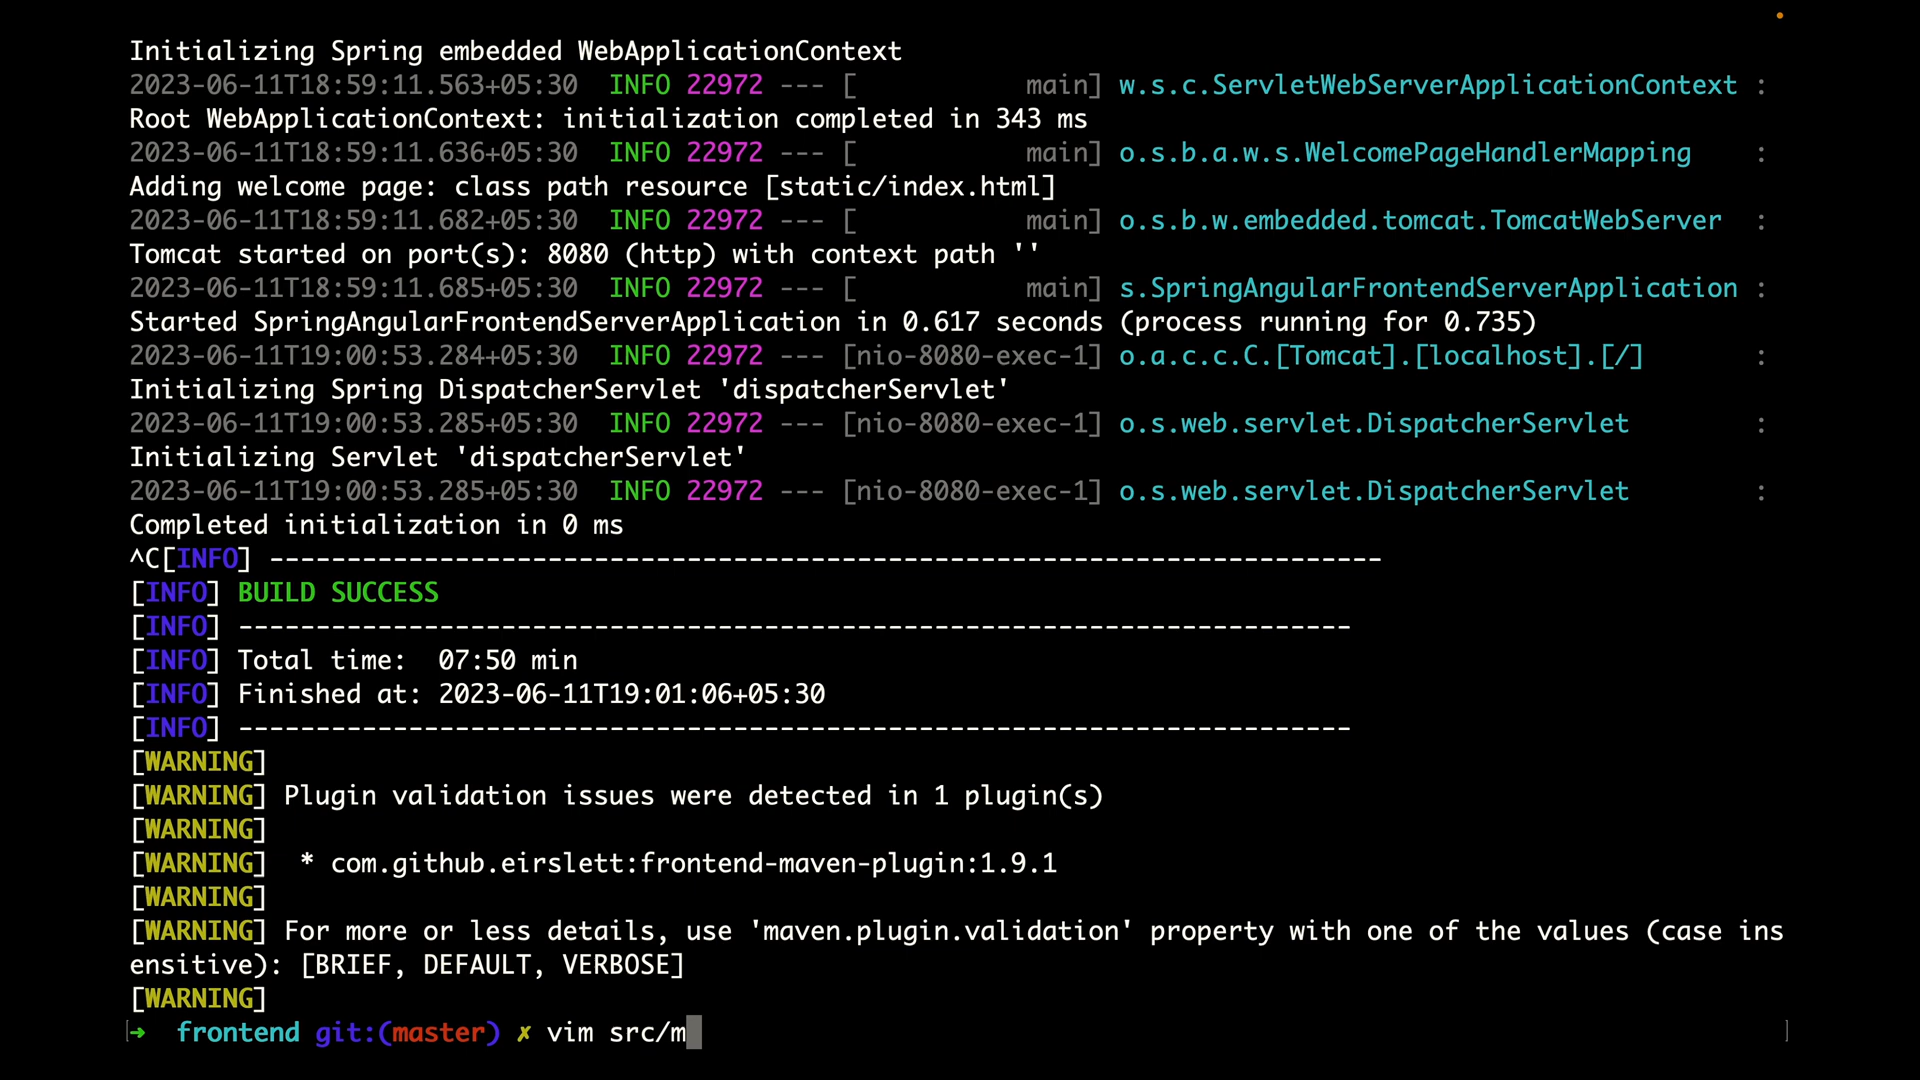 Initializing Spring embedded WebApplicationContext
2023-06-11T18:59:11.563+05:30  INFO 22972 --- [           main] w.s.c.ServletWebServerApplicationContext :
Root WebApplicationContext: initialization completed in 343 ms
2023-06-11T18:59:11.636+05:30  INFO 22972 --- [           main] o.s.b.a.w.s.WelcomePageHandlerMapping    :
Adding welcome page: class path resource [static/index.html]
2023-06-11T18:59:11.682+05:30  INFO 22972 --- [           main] o.s.b.w.embedded.tomcat.TomcatWebServer  :
Tomcat started on port(s): 8080 (http) with context path ''
2023-06-11T18:59:11.685+05:30  INFO 22972 --- [           main] s.SpringAngularFrontendServerApplication :
Started SpringAngularFrontendServerApplication in 0.617 seconds (process running for 0.735)
2023-06-11T19:00:53.284+05:30  INFO 22972 --- [nio-8080-exec-1] o.a.c.c.C.[Tomcat].[localhost].[/]       :
Initializing Spring DispatcherServlet 'dispatcherServlet'
2023-06-11T19:00:53.285+05:30  INFO 22972 --- [nio-8080-exec-1] o.s.web.servlet.DispatcherServlet        :
Initializing Servlet 'dispatcherServlet'
2023-06-11T19:00:53.285+05:30  INFO 22972 --- [nio-8080-exec-1] o.s.web.servlet.DispatcherServlet        :
Completed initialization in 0 ms
^C[INFO] ------------------------------------------------------------------------
[INFO] BUILD SUCCESS
[INFO] ------------------------------------------------------------------------
[INFO] Total time:  07:50 min
[INFO] Finished at: 2023-06-11T19:01:06+05:30
[INFO] ------------------------------------------------------------------------
[WARNING]
[WARNING] Plugin validation issues were detected in 1 plugin(s)
[WARNING]
[WARNING]  * com.github.eirslett:frontend-maven-plugin:1.9.1
[WARNING]
[WARNING] For more or less details, use 'maven.plugin.validation' property with one of the values (case ins
ensitive): [BRIEF, DEFAULT, VERBOSE]
[WARNING]
➜  frontend git:(master) ✗ vim src/m